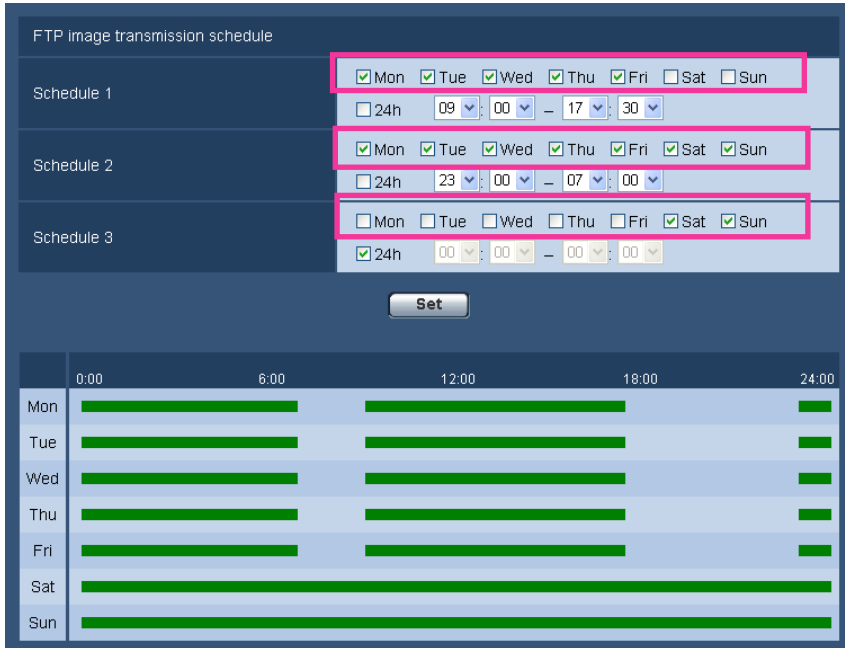 FTP image transmission schedule
Schedule 1
Mon Tue Wed Thu Fri Sat Sun
24h 09 : 00 – 17 : 30
Schedule 2
Mon Tue Wed Thu Fri Sat Sun
24h 23 : 00 – 07 : 00
Schedule 3
Mon Tue Wed Thu Fri Sat Sun
24h 00 : 00 – 00 : 00
Set
0:00 6:00 12:00 18:00 24:00
Mon
Tue
Wed
Thu
Fri
Sat
Sun